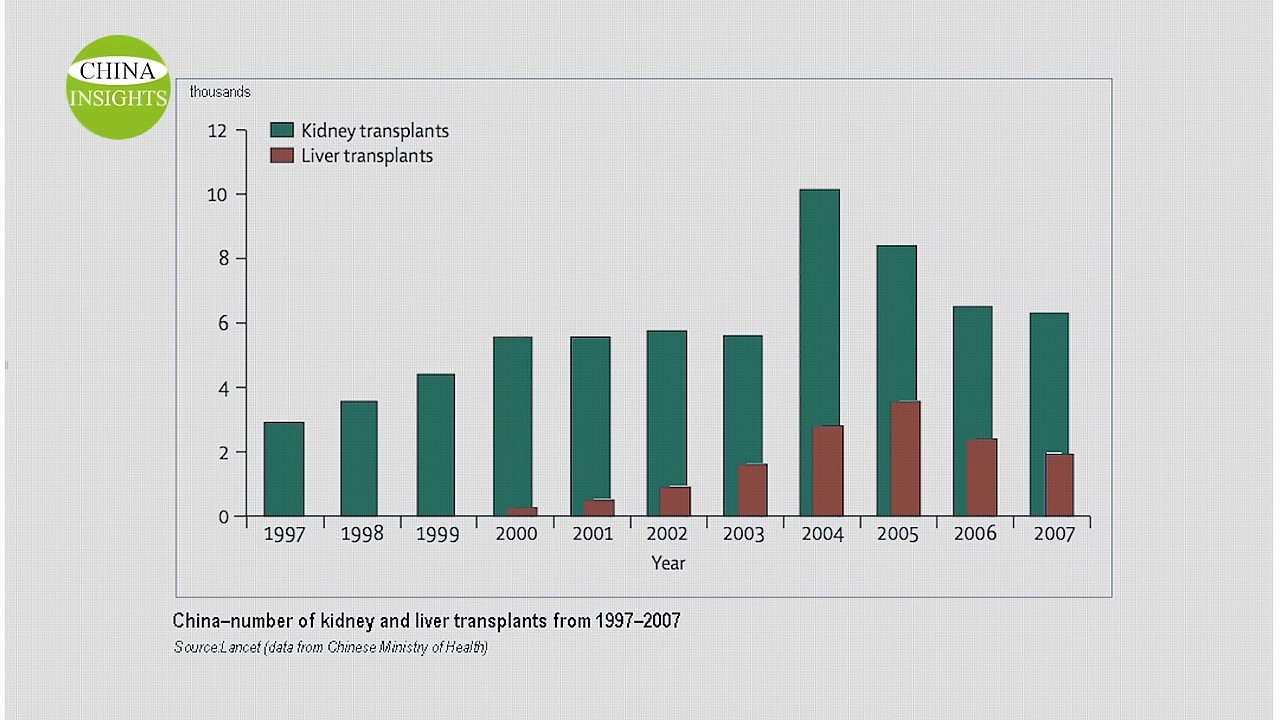 CHINA
INSIGHTS
thousands
Kidney transplants
Liver transplants
12
10
8
6
4
2
0
1997 1998 1999 2000 2001 2002 2003 2004 2005 2006 2007
Year
China–number of kidney and liver transplants from 1997–2007
Source:Lancet (data from Chinese Ministry of Health)